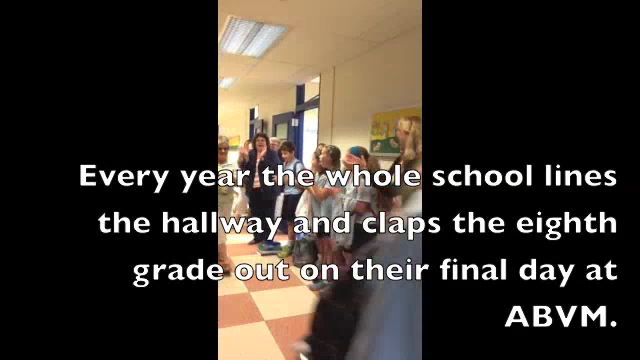 Every year the whole school lines
the hallway and claps the eighth
grade out on their final day at
ABVM.